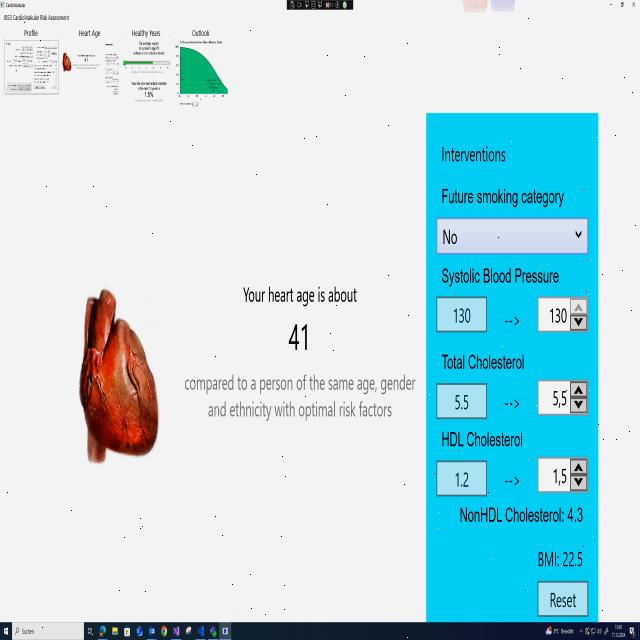 CardioVascular
JBS3 CardioVascular Risk Assessment
Profile
Heart Age
Healthy Years
Outlook
Interventions
Future smoking category
No
Systolic Blood Pressure
130 --> 130
Total Cholesterol
5.5 --> 5,5
HDL Cholesterol
1.2 --> 1,5
NonHDL Cholesterol: 4.3
BMI: 22.5
Reset
Your heart age is about
41
compared to a person of the same age, gender
and ethnicity with optimal risk factors
Suchen